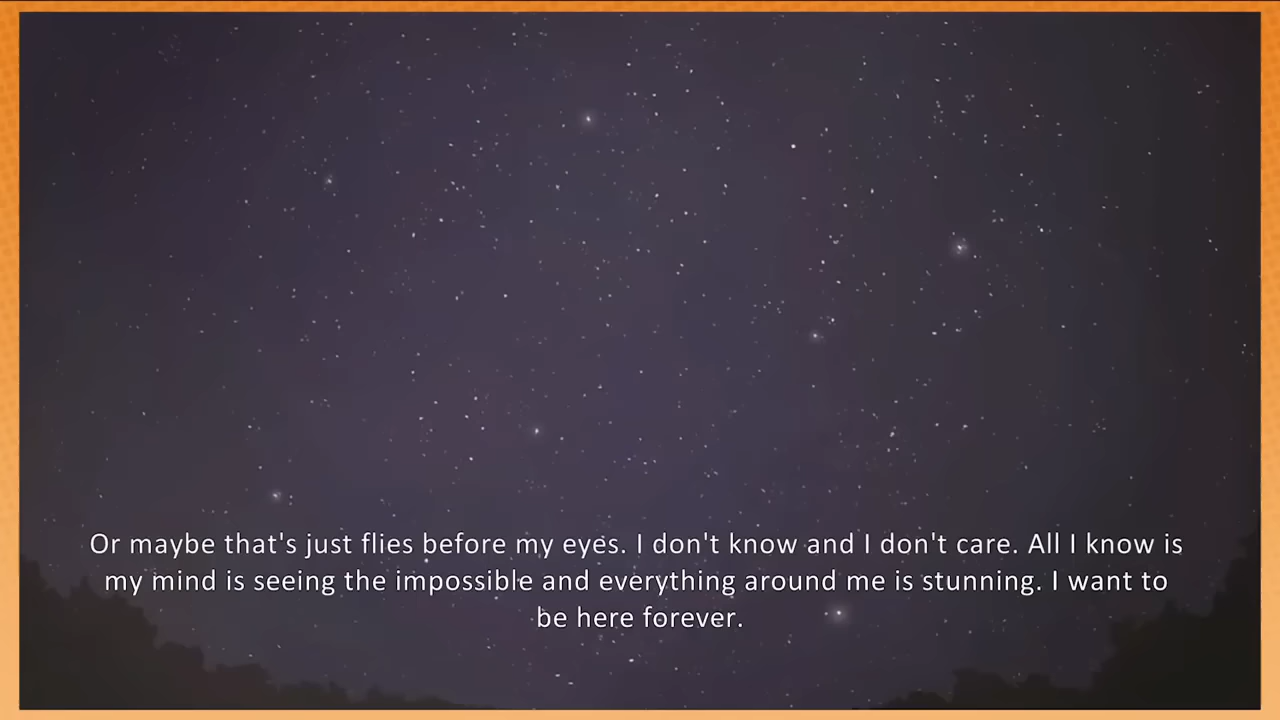 Or maybe that's just flies before my eyes. I don't know and I don't care. All I know is
my mind is seeing the impossible and everything around me is stunning. I want to
be here forever.